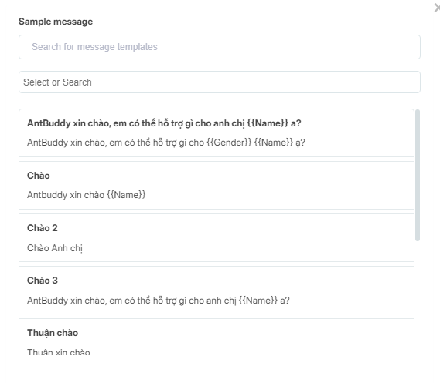 Sample message
Search for message templates
Select or Search
AntBuddy xin chào, em có thể hỗ trợ gì cho anh chị {{Name}} ạ?
AntBuddy xin chào, em có thể hỗ trợ gì cho {{Gender}} {{Name}} ạ?
Chào
Antbuddy xin chào {{Name}}
Chào 2
Chào Anh chị
Chào 3
AntBuddy xin chào, em có thể hỗ trợ gì cho anh chị {{Name}} ạ?
Thuận chào
Thuận xin chào